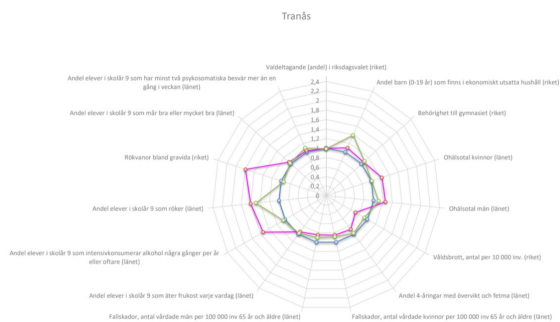 Tranås
Valdeltagande (andel) i riksdagsvalet (riket)
Andel barn (0-19 år) som finns i ekonomiskt utsatta hushåll (riket)
Behörighet till gymnasiet (riket)
Ohälsotal kvinnor (länet)
Ohälsotal män (länet)
Våldsbrott, antal per 10 000 inv. (riket)
Andel 4-åringar med övervikt och fetma (länet)
Fallskador, antal vårdade kvinnor per 100 000 inv 65 år och äldre (länet)
Fallskador, antal vårdade män per 100 000 inv 65 år och äldre (länet)
Andel elever i skolår 9 som äter frukost varje vardag (länet)
Andel elever i skolår 9 som intensivkonsumerar alkohol några gånger per år
eller oftare (länet)
Andel elever i skolår 9 som röker (länet)
Rökvanor bland gravida (riket)
Andel elever i skolår 9 som mår bra eller mycket bra (länet)
Andel elever i skolår 9 som har minst två psykosomatiska besvär mer än en
gång i veckan (länet)
2,4
2,2
2
1,8
1,6
1,4
1,2
1
0,8
0,6
0,4
0,2
0